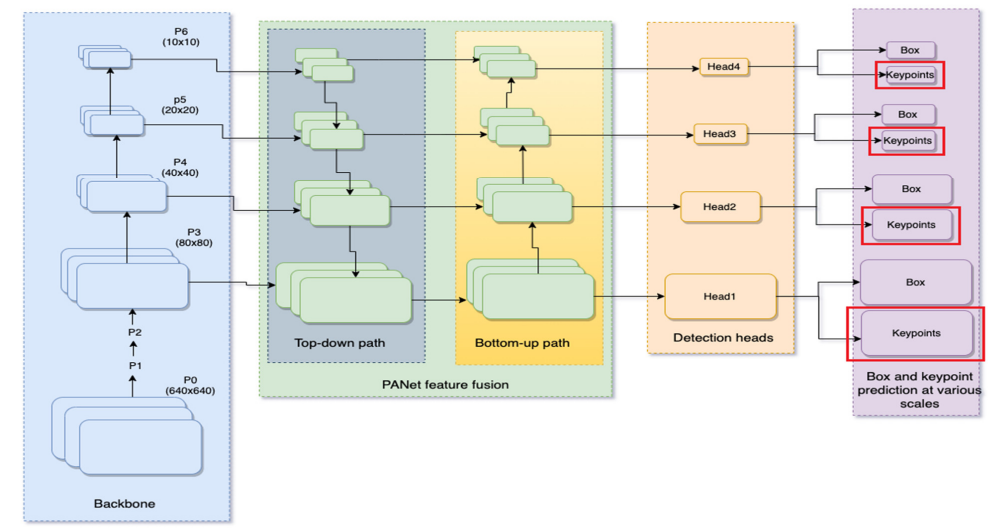 P6
(10x10)
p5
(20x20)
P4
(40x40)
P3
(80x80)
P2
P1
P0
(640x640)
Backbone
Top-down path
Bottom-up path
PANet feature fusion
Head4
Head3
Head2
Head1
Detection heads
Box
Keypoints
Box
Keypoints
Box
Keypoints
Box
Keypoints
Box and keypoint
prediction at various
scales